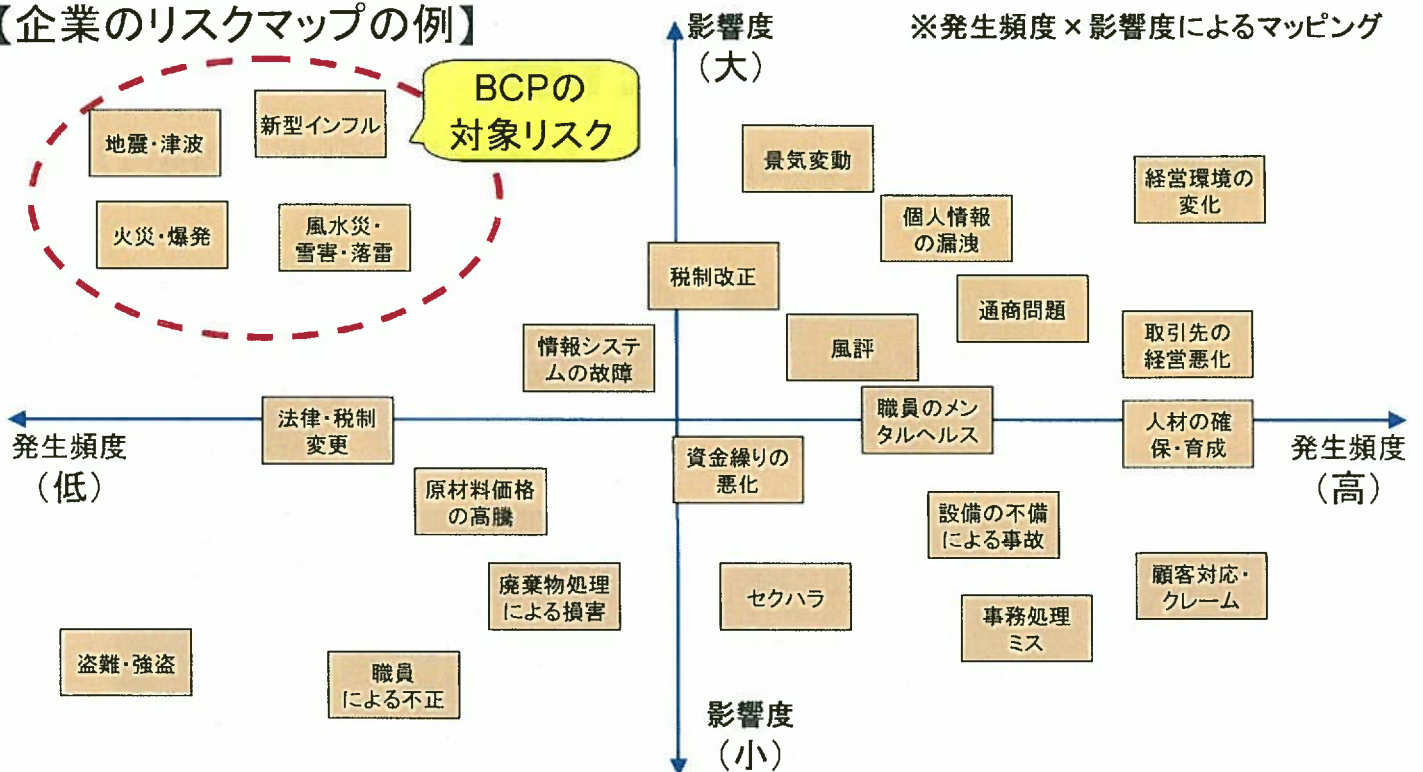 【企業のリスクマップの例】
影響度
（大）
※発生頻度×影響度によるマッピング
BCPの
対象リスク
地震・津波
新型インフル
火災・爆発
風水災・
雪害・落雷
景気変動
経営環境の
変化
個人情報
の漏洩
税制改正
通商問題
情報システ
ムの故障
風評
取引先の
経営悪化
法律・税制
変更
職員のメン
タルヘルス
人材の確
保・育成
発生頻度
（低）
発生頻度
（高）
資金繰りの
悪化
原材料価格
の高騰
設備の不備
による事故
廃棄物処理
による損害
セクハラ
顧客対応・
クレーム
事務処理
ミス
盗難・強盗
職員
による不正
影響度
（小）